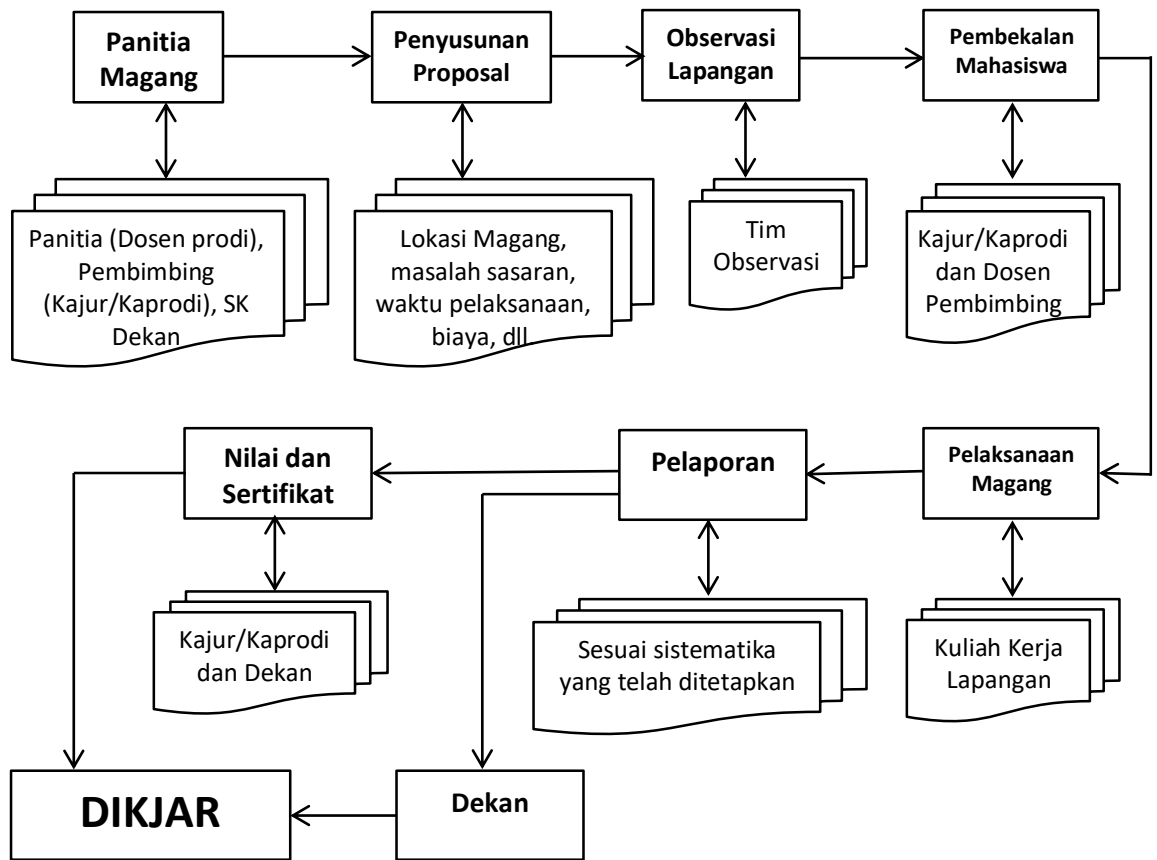 Panitia
Magang
Penyusunan
Proposal
Observasi
Lapangan
Pembekalan
Mahasiswa
Panitia (Dosen prodi),
Pembimbing
(Kajur/Kaprodi), SK
Dekan
Lokasi Magang,
masalah sasaran,
waktu pelaksanaan,
biaya, dll
Tim
Observasi
Kajur/Kaprodi
dan Dosen
Pembimbing
Nilai dan
Sertifikat
Pelaporan
Pelaksanaan
Magang
Kajur/Kaprodi
dan Dekan
Sesuai sistematika
yang telah ditetapkan
Kuliah Kerja
Lapangan
DIKJAR
Dekan